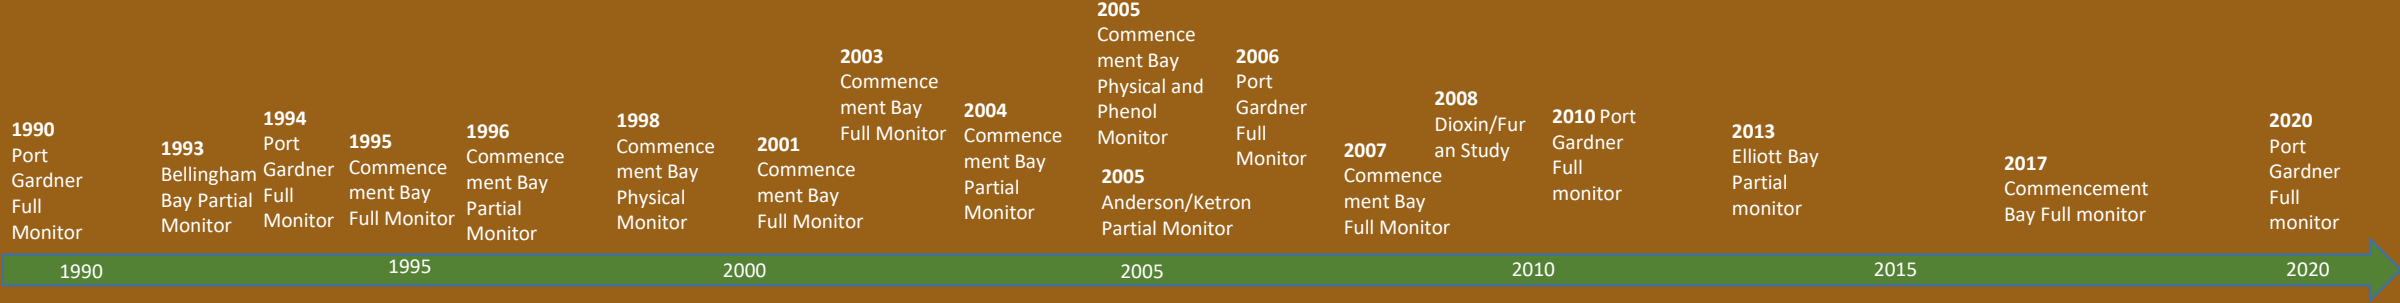 1990
Port
Gardner
Full
Monitor
1993
Bellingham
Bay Partial
Monitor
1994
Port
Gardner
Full
Monitor
1995
Commence
ment Bay
Full Monitor
1996
Commence
ment Bay
Partial
Monitor
1998
Commence
ment Bay
Physical
Monitor
2001
Commence
ment Bay
Full Monitor
2003
Commence
ment Bay
Full Monitor
2004
Commence
ment Bay
Partial
Monitor
2005
Commence
ment Bay
Physical and
Phenol
Monitor
2005
Anderson/Ketron
Partial Monitor
2006
Port
Gardner
Full
Monitor
2007
Commence
ment Bay
Full Monitor
2008
Dioxin/Fur
an Study
2010 Port
Gardner
Full
monitor
2013
Elliott Bay
Partial
monitor
2017
Commencement
Bay Full monitor
2020
Port
Gardner
Full
monitor
1990
1995
2000
2005
2010
2015
2020